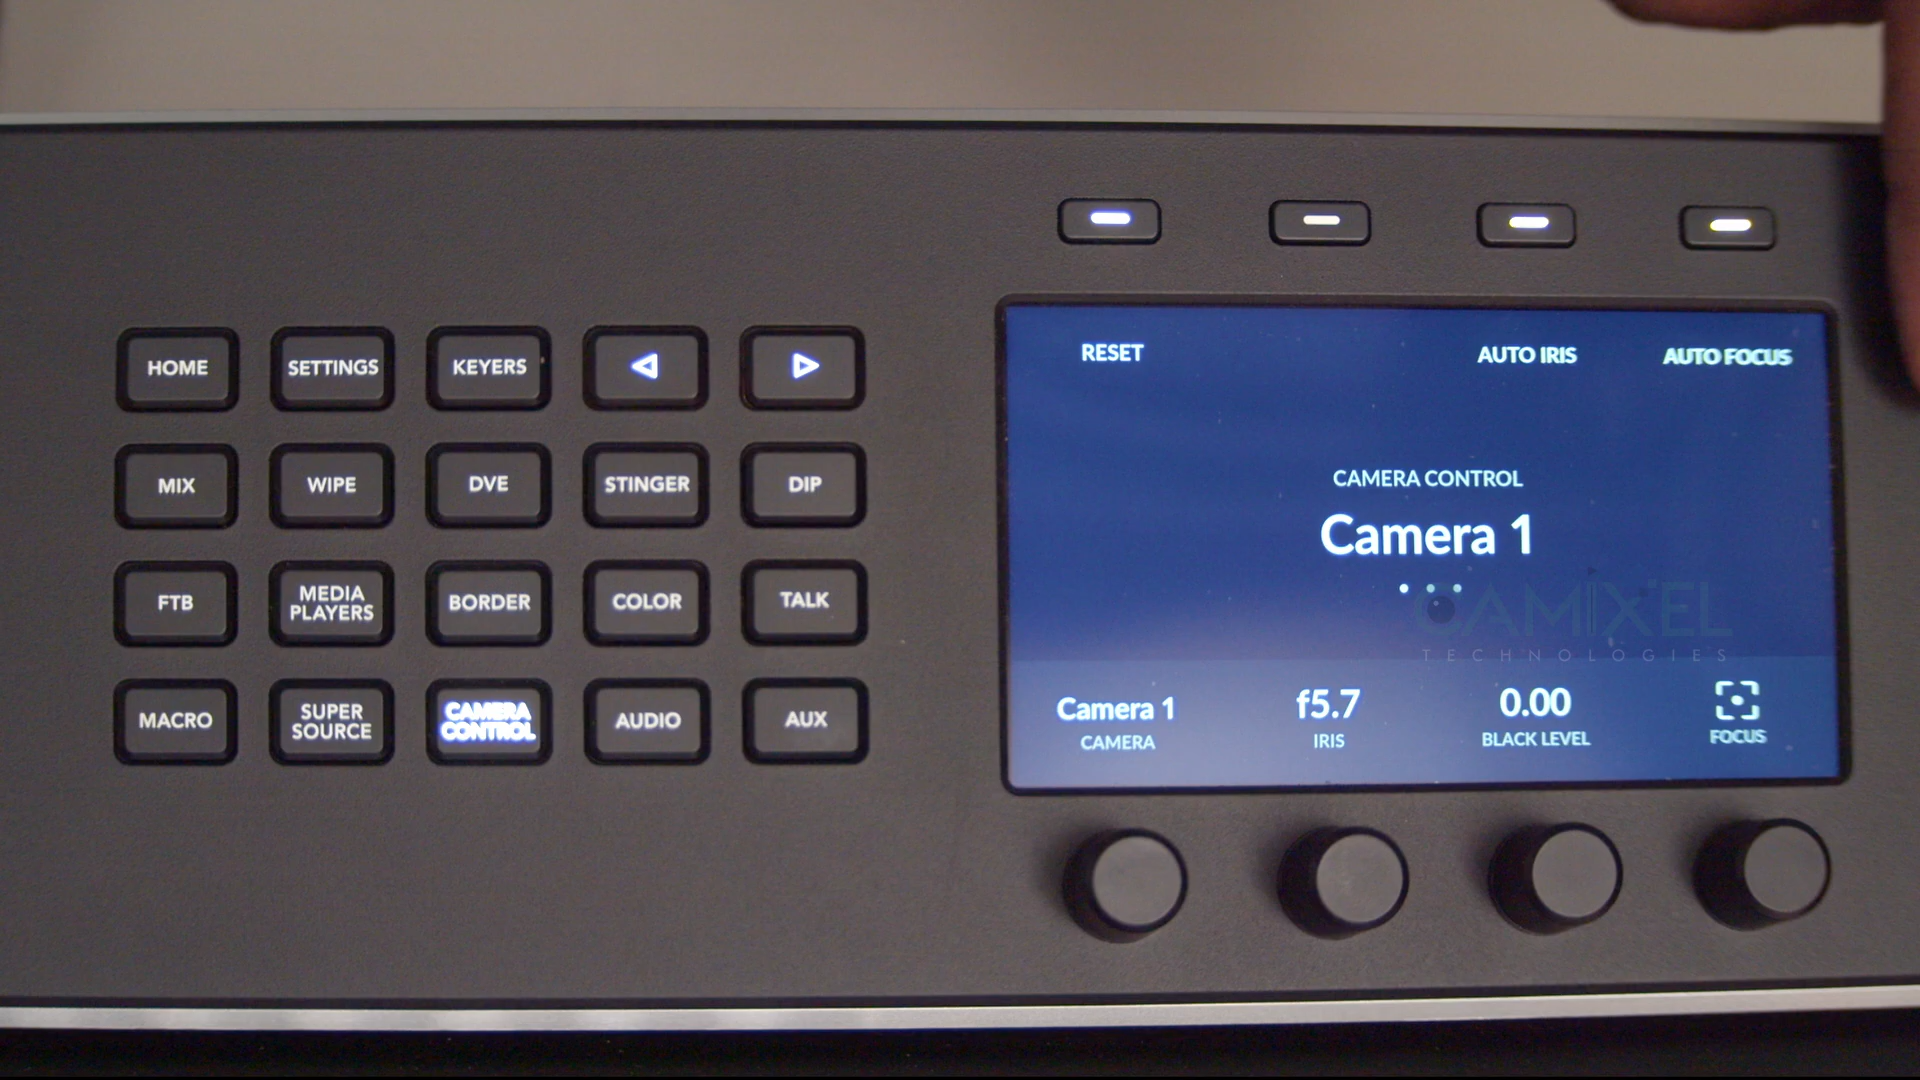 RESET
AUTO IRIS
AUTO FOCUS
HOME
SETTINGS
KEYERS
MIX
WIPE
DVE
STINGER
DIP
FTB
MEDIA
PLAYERS
BORDER
COLOR
TALK
MACRO
SUPER
SOURCE
CAMERA
CONTROL
AUDIO
AUX
CAMERA CONTROL
Camera 1
CAMIXEL
TECHNOLOGIES
Camera 1
f5.7
0.00
CAMERA
IRIS
BLACK LEVEL
FOCUS